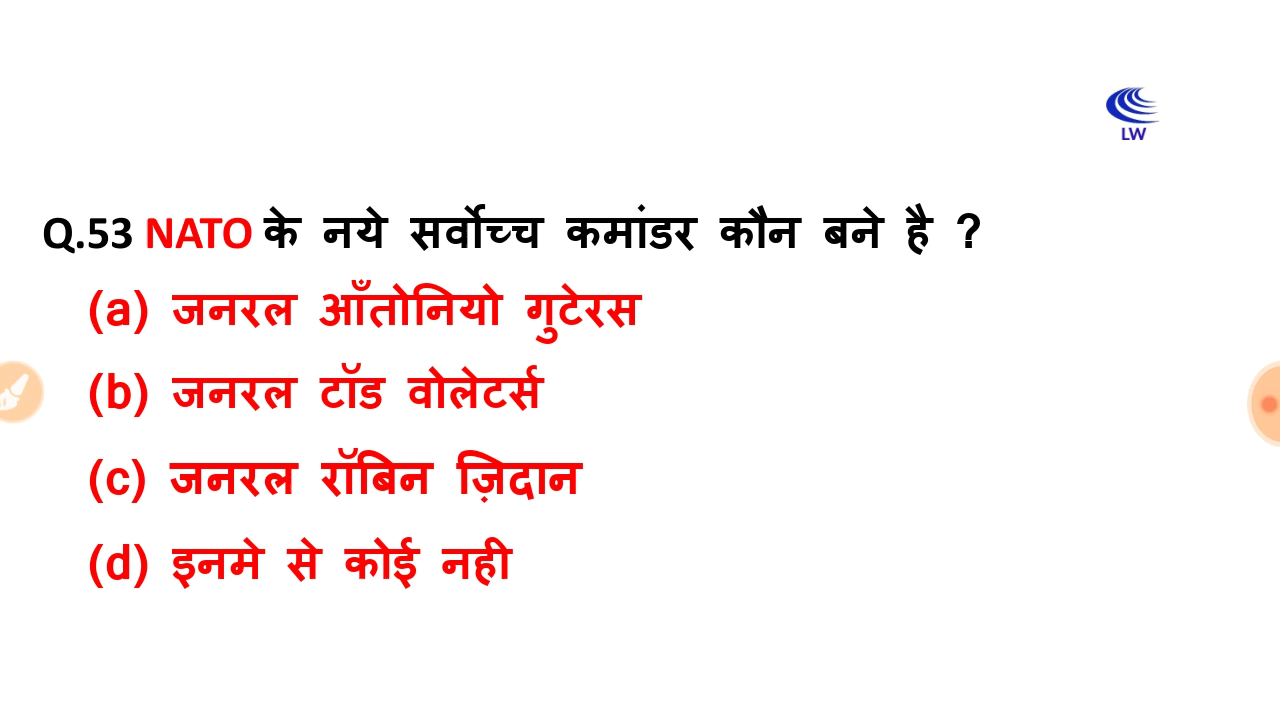 LW
Q.53 NATO के नये सर्वोच्च कमांडर कौन बने है ?
(a) जनरल आँतोनियो गुटेरस
(b) जनरल टॉड वोलेटर्स
(c) जनरल रॉबिन ज़िदान
(d) इनमे से कोई नही